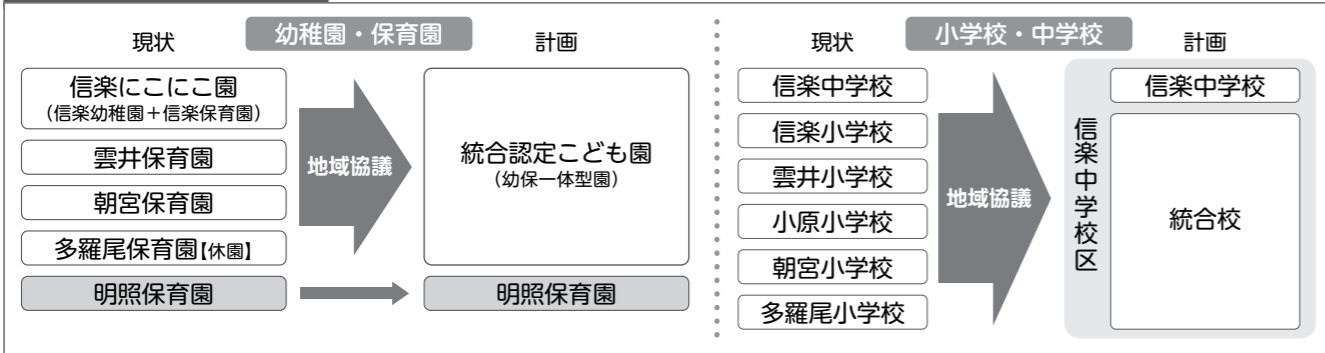 幼稚園・保育園
現状
計画
信楽にこにこ園
(信楽幼稚園+信楽保育園)
雲井保育園
朝宮保育園
多羅尾保育園【休園】
明照保育園
地域協議
統合認定こども園
(幼保一体型園)
明照保育園
小学校・中学校
現状
計画
信楽中学校
信楽小学校
雲井小学校
小原小学校
朝宮小学校
多羅尾小学校
地域協議
信楽中学校区
信楽中学校
統合校